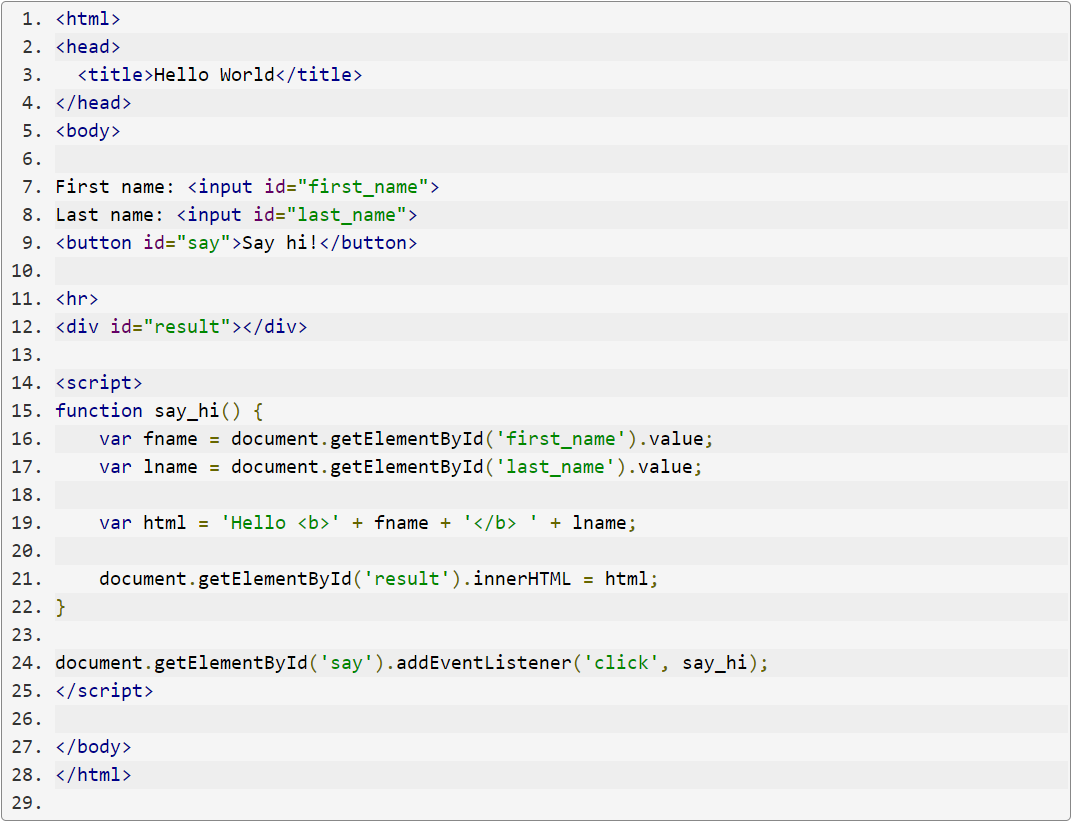 1. <html>
2. <head>
3.   <title>Hello World</title>
4. </head>
5. <body>
6.
7. First name: <input id="first_name">
8. Last name: <input id="last_name">
9. <button id="say">Say hi!</button>
10.
11. <hr>
12. <div id="result"></div>
13.
14. <script>
15. function say_hi() {
16.     var fname = document.getElementById('first_name').value;
17.     var lname = document.getElementById('last_name').value;
18.
19.     var html = 'Hello <b>' + fname + '</b> ' + lname;
20.
21.     document.getElementById('result').innerHTML = html;
22. }
23.
24. document.getElementById('say').addEventListener('click', say_hi);
25. </script>
26.
27. </body>
28. </html>
29.